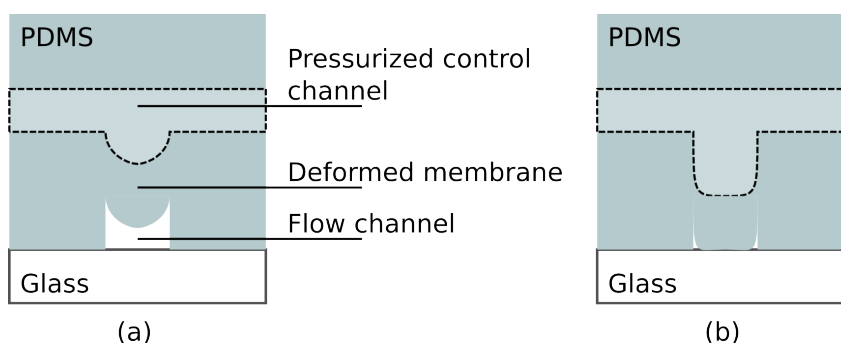 PDMS
Pressurized control
channel
Deformed membrane
Flow channel
Glass
(a)
PDMS
Glass
(b)